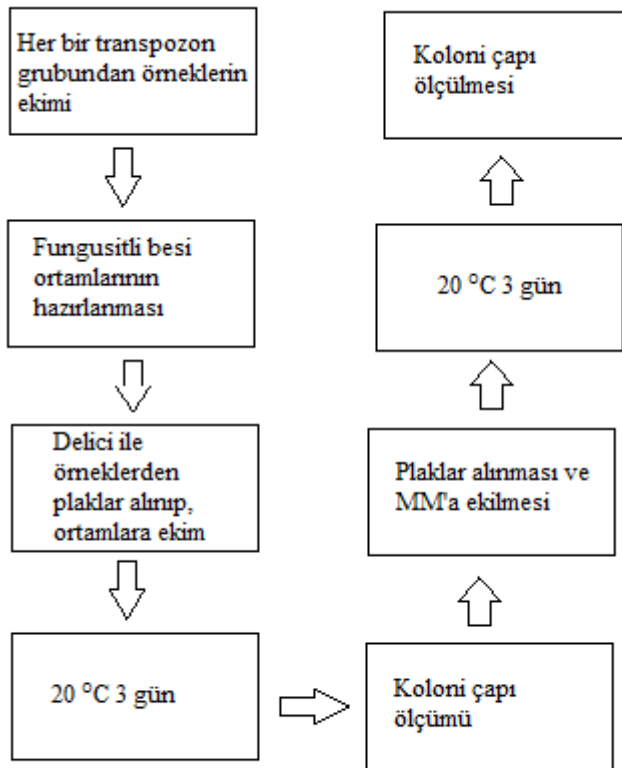 Her bir transpozon
grubundan örneklerin
ekimi
Fungusitli besi
ortamlarının
hazırlanması
Delici ile
örneklerden
plaklar alınıp,
ortamlara ekim
20 °C 3 gün
Koloni çapı
ölçümü
Plaklar alınması ve
MM'a ekilmesi
20 °C 3 gün
Koloni çapı
ölçülmesi